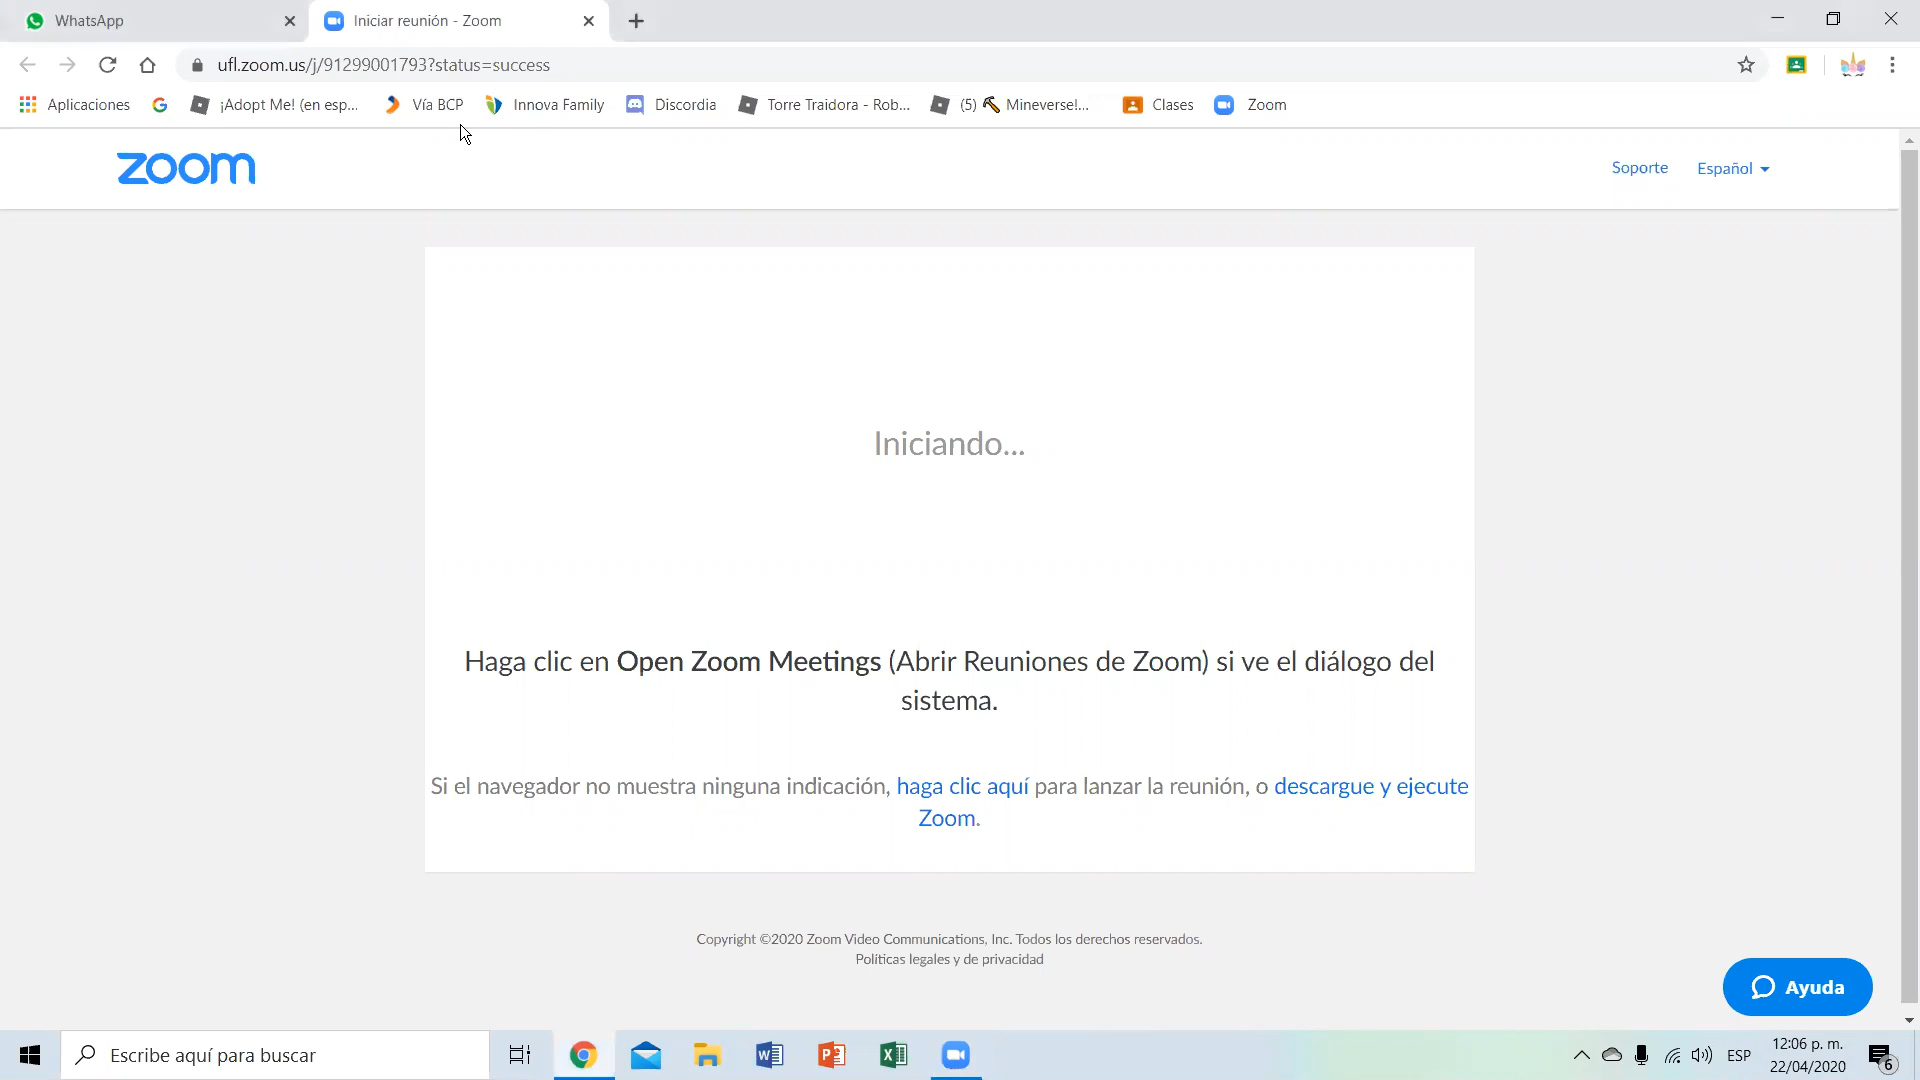 WhatsApp
Iniciar reunión - Zoom
ufl.zoom.us/j/91299001793?status=success
Aplicaciones
¡Adopt Me! (en esp...
Vía BCP
Innova Family
Discordia
Torre Traidora - Rob...
(5) 🔨 Mineverse!...
Clases
Zoom
zoom
Soporte
Español
Iniciando...
Haga clic en Open Zoom Meetings (Abrir Reuniones de Zoom) si ve el diálogo del
sistema.
Si el navegador no muestra ninguna indicación, haga clic aquí para lanzar la reunión, o descargue y ejecute
Zoom.
Copyright ©2020 Zoom Video Communications, Inc. Todos los derechos reservados.
Políticas legales y de privacidad
Ayuda
Escribe aquí para buscar
ESP
12:06 p. m.
22/04/2020
6